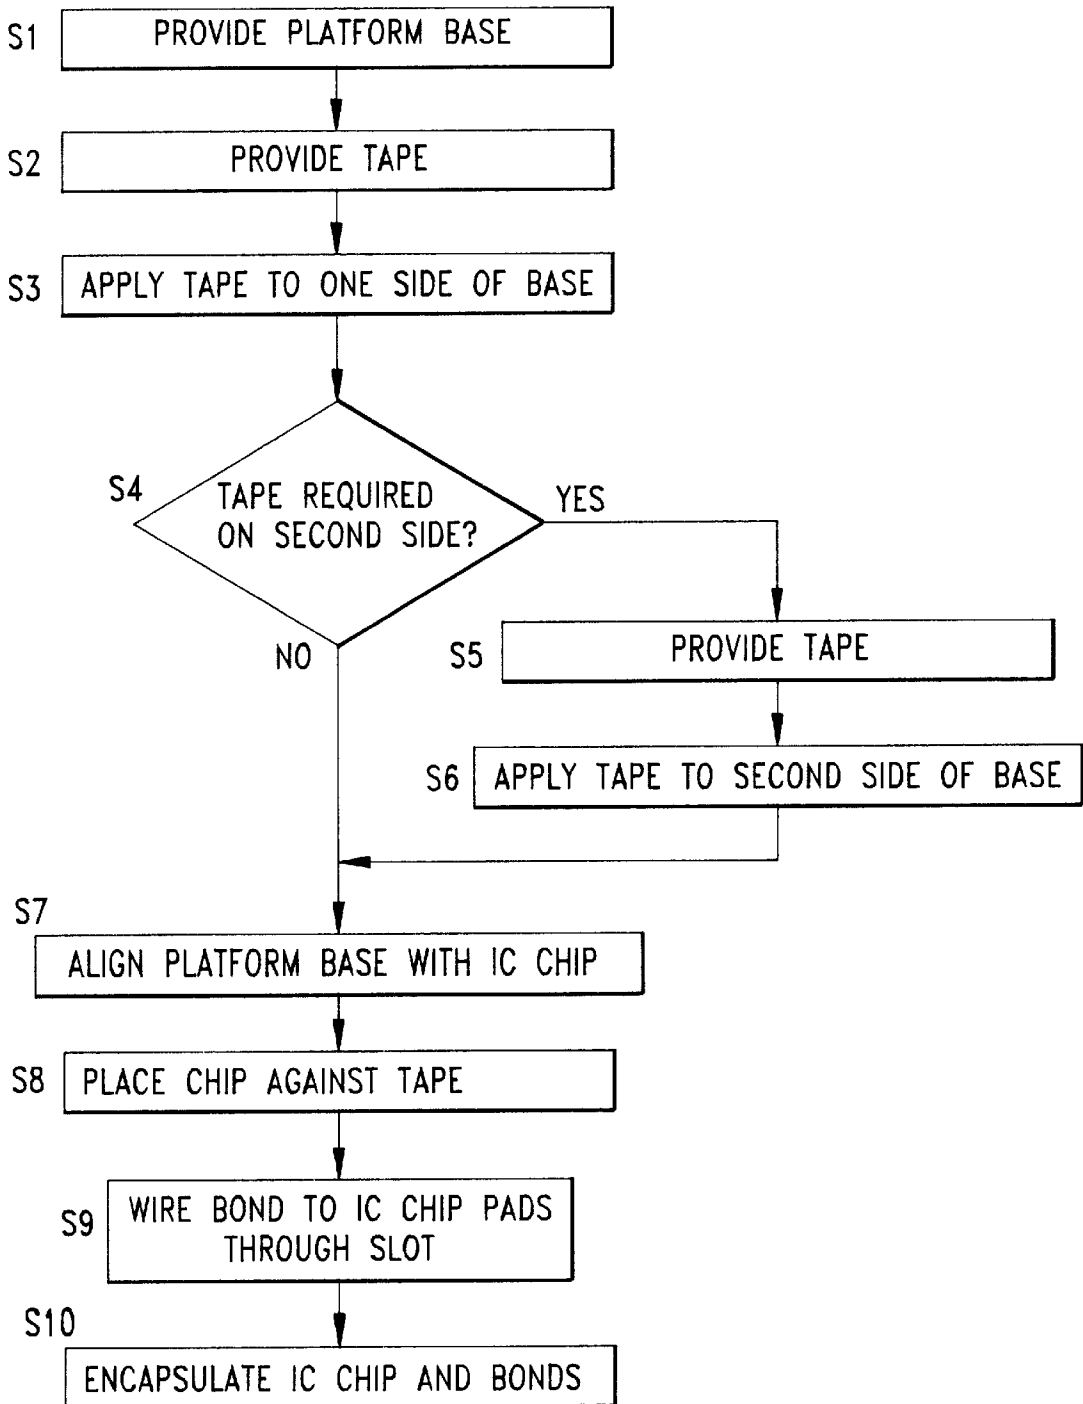 S1
PROVIDE PLATFORM BASE
S2
PROVIDE TAPE
S3
APPLY TAPE TO ONE SIDE OF BASE
S4
TAPE REQUIRED
ON SECOND SIDE?
YES
NO
S5
PROVIDE TAPE
S6
APPLY TAPE TO SECOND SIDE OF BASE
S7
ALIGN PLATFORM BASE WITH IC CHIP
S8
PLACE CHIP AGAINST TAPE
S9
WIRE BOND TO IC CHIP PADS
THROUGH SLOT
S10
ENCAPSULATE IC CHIP AND BONDS